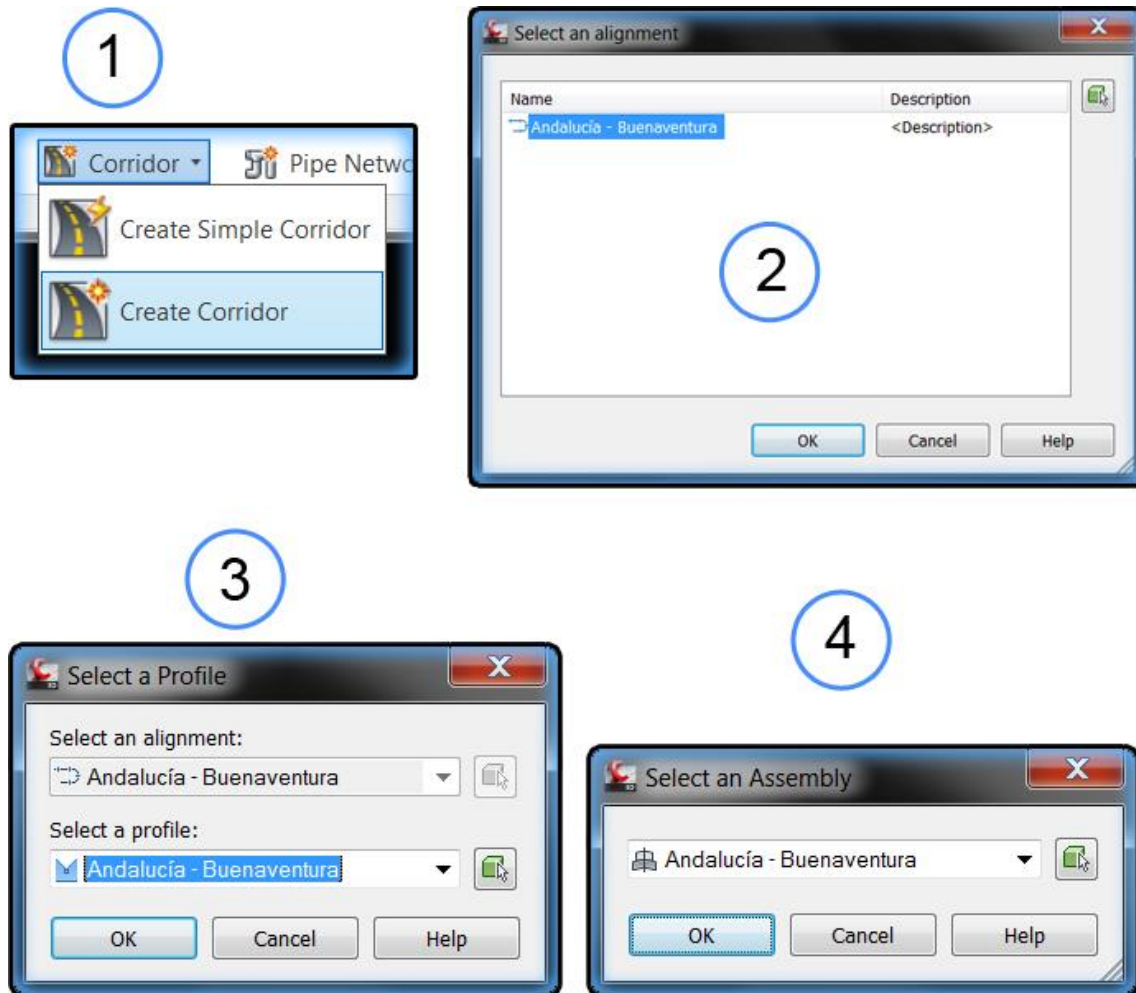 1
Corridor
Pipe Netwo
Create Simple Corridor
Create Corridor
Select an alignment
Name Description
Andalucía - Buenaventura <Description>
2
OK Cancel Help
3
Select a Profile
Select an alignment:
Andalucía - Buenaventura
Select a profile:
Andalucía - Buenaventura
OK Cancel Help
4
Select an Assembly
Andalucía - Buenaventura
OK Cancel Help